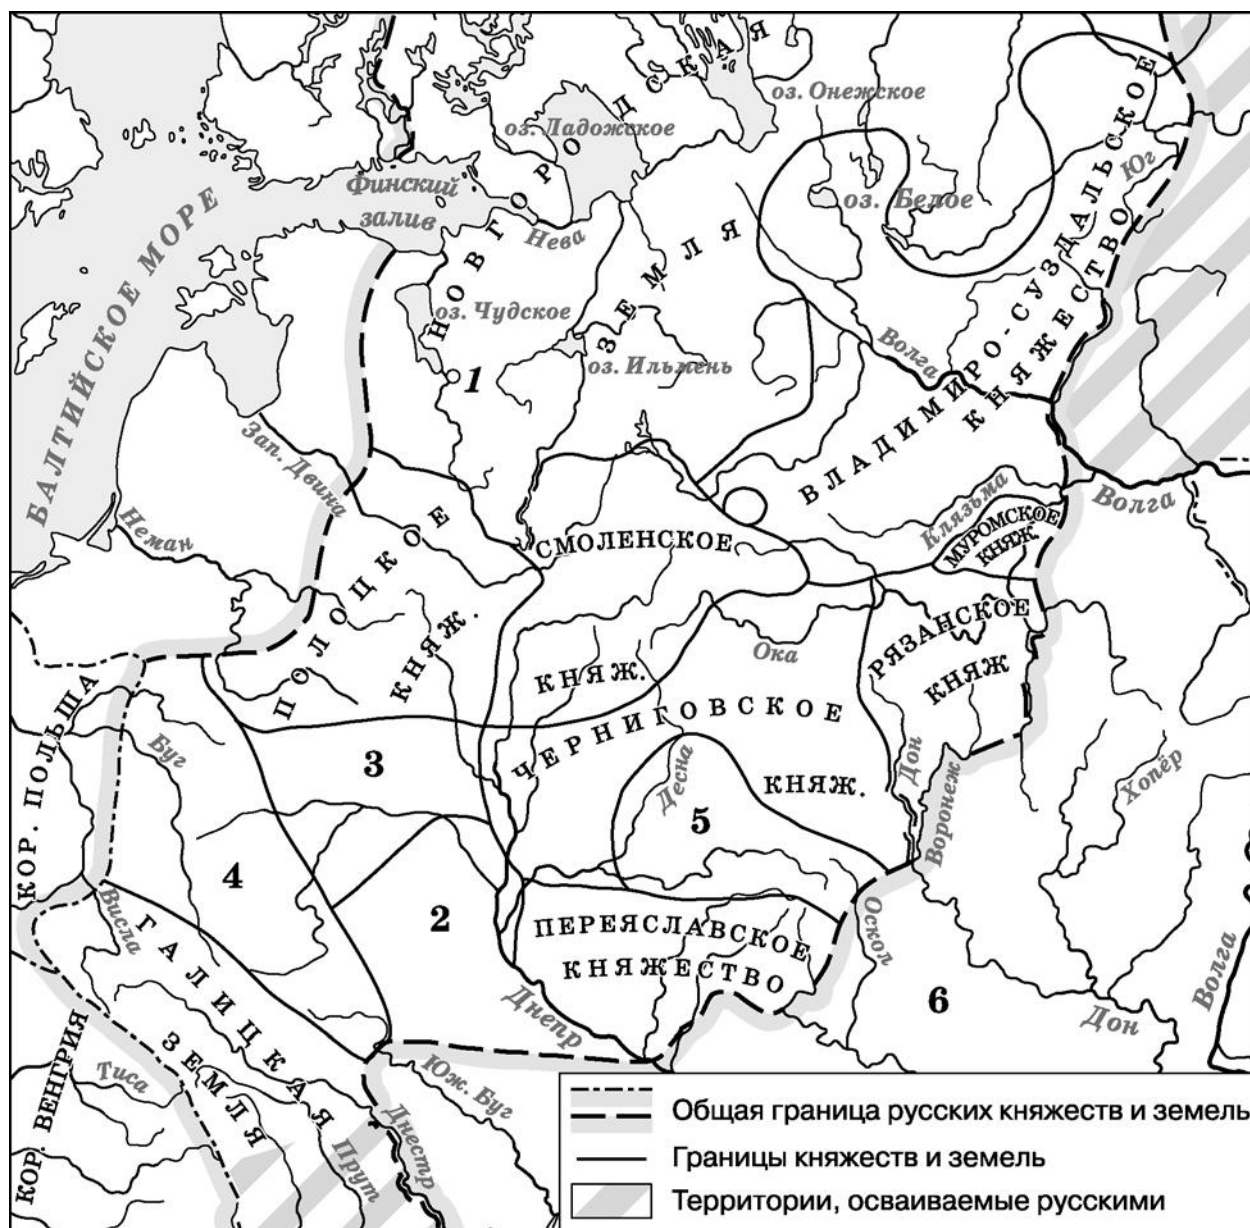 НОВГОРОДСКАЯ
ЗЕМЛЯ
оз. Онежское
оз. Ладожское
Финский
залив
Нева
оз. Белое
Юг
БАЛТИЙСКОЕ МОРЕ
оз. Чудское
оз. Ильмень
1
Волга
ВЛАДИМИРО-СУЗДАЛЬСКОЕ
КНЯЖЕСТВО
Зап. Двина
Неман
Клязьма
Волга
МУРОМСКОЕ
КНЯЖ.
ПОЛОЦКОЕ
КНЯЖ.
СМОЛЕНСКОЕ
КНЯЖ.
РЯЗАНСКОЕ
КНЯЖ
Ока
ЧЕРНИГОВСКОЕ
КНЯЖ.
КОР. ПОЛЬША
Буг
3
Десна
5
Дон
Воронеж
Хопёр
4
2
Висла
ГАЛИЦКАЯ
ЗЕМЛЯ
ПЕРЕЯСЛАВСКОЕ
КНЯЖЕСТВО
Оскол
6
Волга
Дон
Днепр
КОР. ВЕНГРИЯ
Тиса
Прут
Днестр
Юж. Буг
Общая граница русских княжеств и земель
Границы княжеств и земель
Территории, осваиваемые русскими